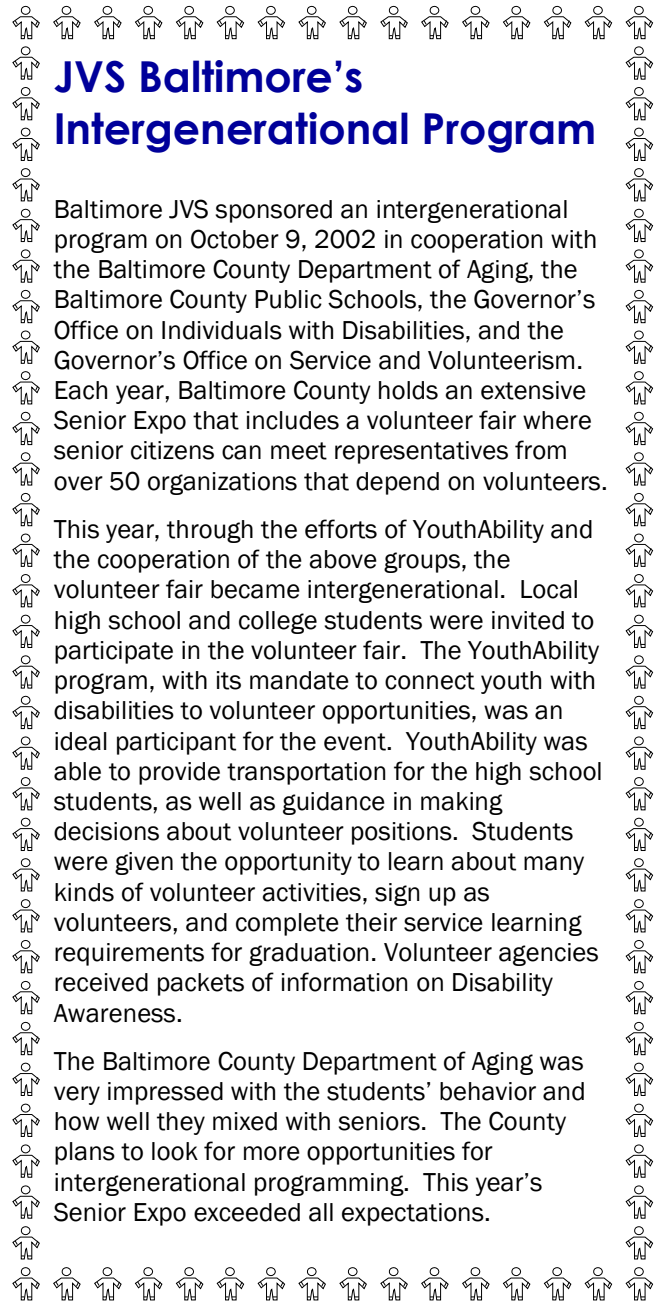 JVS Baltimore’s
Intergenerational Program
Baltimore JVS sponsored an intergenerational
program on October 9, 2002 in cooperation with
the Baltimore County Department of Aging, the
Baltimore County Public Schools, the Governor’s
Office on Individuals with Disabilities, and the
Governor’s Office on Service and Volunteerism.
Each year, Baltimore County holds an extensive
Senior Expo that includes a volunteer fair where
senior citizens can meet representatives from
over 50 organizations that depend on volunteers.
This year, through the efforts of YouthAbility and
the cooperation of the above groups, the
volunteer fair became intergenerational.  Local
high school and college students were invited to
participate in the volunteer fair.  The YouthAbility
program, with its mandate to connect youth with
disabilities to volunteer opportunities, was an
ideal participant for the event.  YouthAbility was
able to provide transportation for the high school
students, as well as guidance in making
decisions about volunteer positions.  Students
were given the opportunity to learn about many
kinds of volunteer activities, sign up as
volunteers, and complete their service learning
requirements for graduation. Volunteer agencies
received packets of information on Disability
Awareness.
The Baltimore County Department of Aging was
very impressed with the students’ behavior and
how well they mixed with seniors.  The County
plans to look for more opportunities for
intergenerational programming.  This year’s
Senior Expo exceeded all expectations.